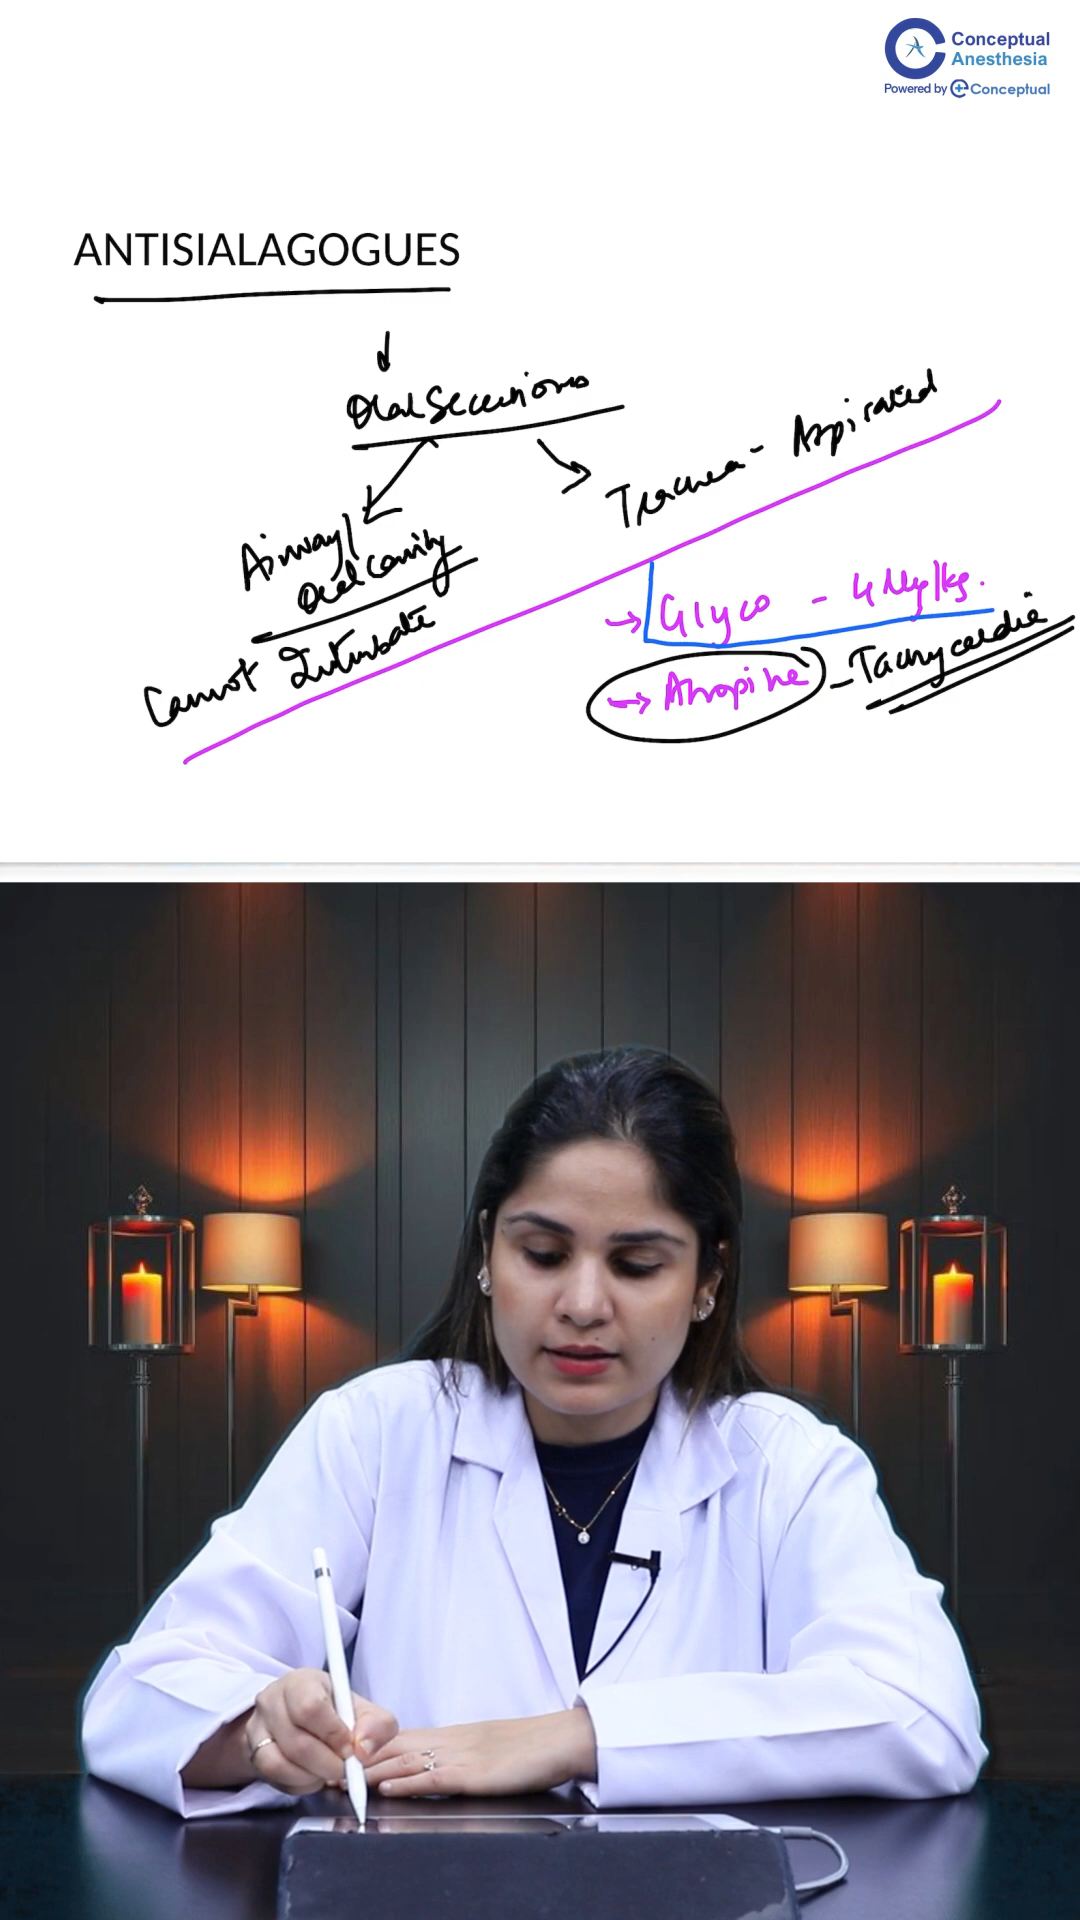 Conceptual
Anesthesia
Powered by Conceptual
ANTISIALAGOGUES
Oral Secretions
Airway/
Oral cavity
Cannot Intubate
Trachea - Aspirated
→ Glyco - 4 Mg/kg.
→ Atropine - Tachycardia